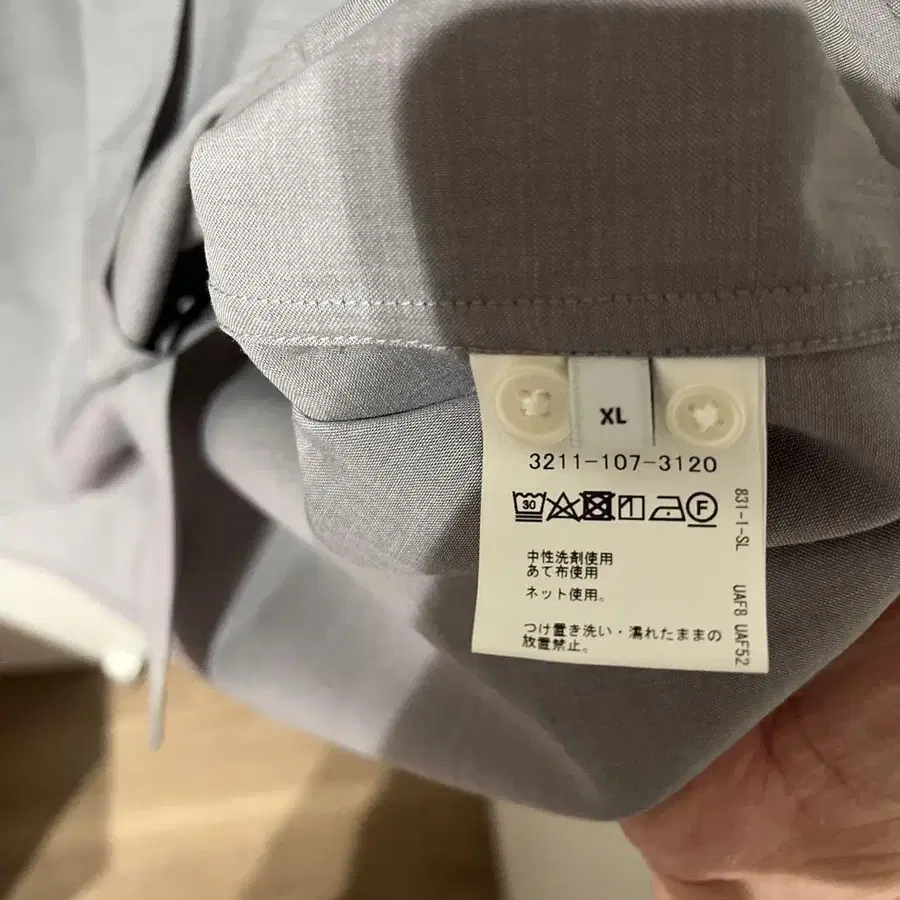 XL
3211-107-3120
30
F
中性洗剤使用
あて布使用
ネット使用。
つけ置き洗い・濡れたままの
放置禁止。
831-1-SL UAF8 UAF52